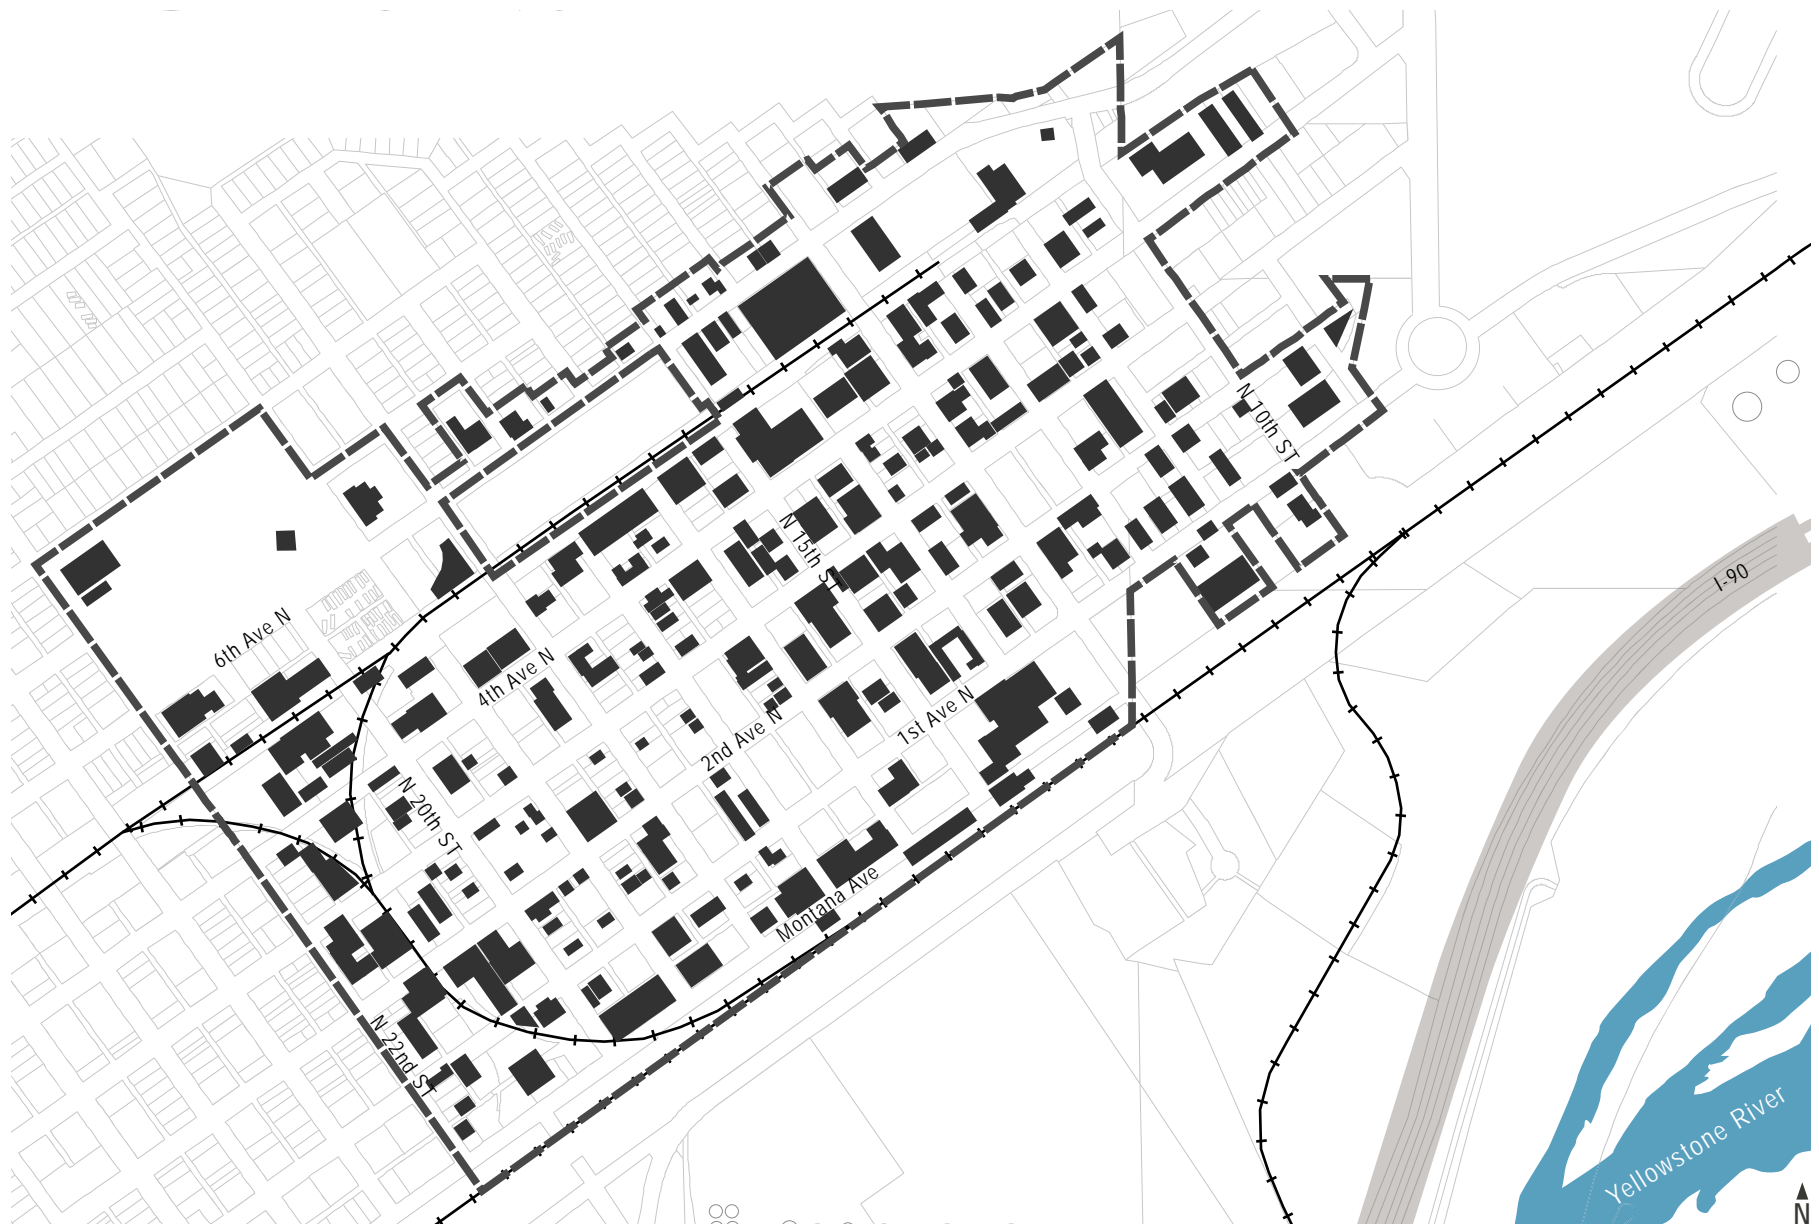 N 10th ST
N 15th ST
I-90
6th Ave N
4th Ave N
1st Ave N
2nd Ave N
N 20th ST
Montana Ave
N 22nd ST
Yellowstone River
N